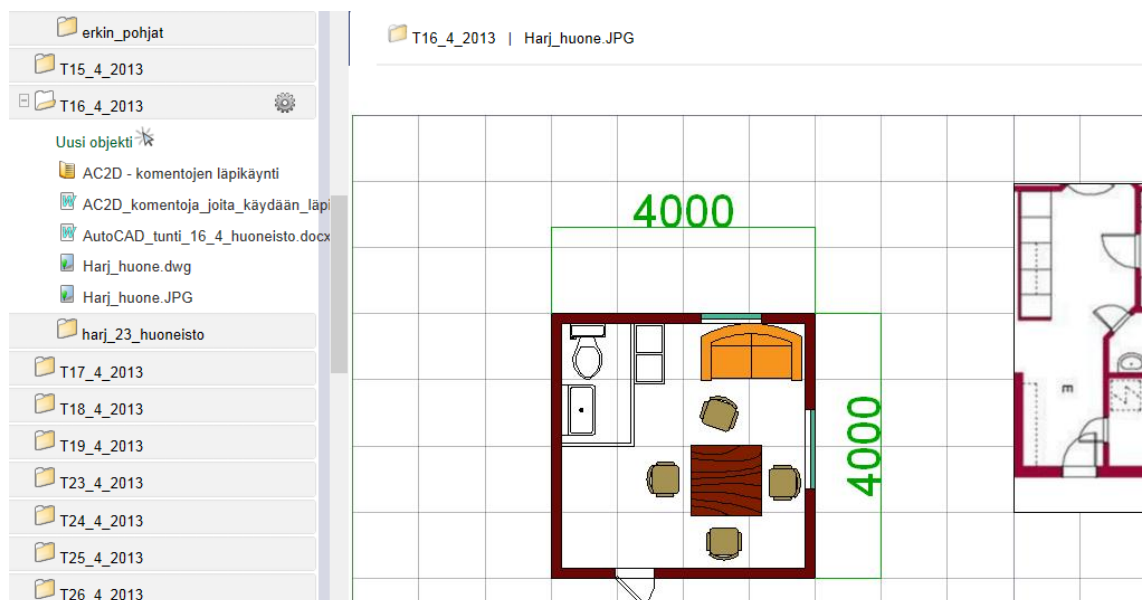 erkin_pohjat
T15_4_2013
T16_4_2013
Uusi objekti
AC2D - komentojen läpikäynti
AC2D_komentoja_joita_käydään_läpi
AutoCAD_tunti_16_4_huoneisto.docx
Harj_huone.dwg
Harj_huone.JPG
harj_23_huoneisto
T17_4_2013
T18_4_2013
T19_4_2013
T23_4_2013
T24_4_2013
T25_4_2013
T26_4_2013
T16_4_2013 | Harj_huone.JPG
4000
4000
E